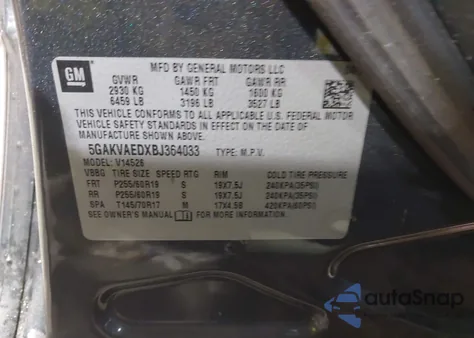 GM
MFD BY GENERAL MOTORS LLC
GVWR GAWR FRT GAWR RR
2930 KG 1450 KG 1600 KG
6459 LB 3196 LB 3527 LB
THIS VEHICLE CONFORMS TO ALL APPLICABLE U.S. FEDERAL MOTOR
VEHICLE SAFETY STANDARDS IN EFFECT ON THE DATE OF
MANUFACTURE SHOWN ABOVE.
5GAKVAEDXBJ364033 TYPE: M.P.V.
MODEL: V14526
VBBG TIRE SIZE SPEED RTG RIM COLD TIRE PRESSURE
FRT P255/60R19 S 19X7.5J 240KPA(35PSI)
RR P255/60R19 S 19X7.5J 240KPA(35PSI)
SPA T145/70R17 M 17X4.5B 420KPA(60PSI)
SEE OWNER'S MANUAL FOR MORE INFORMATION
autoSnap
POWERED BY